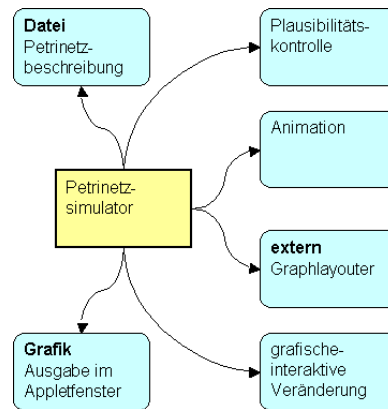 Datei
Petrinetz-
beschreibung
Plausibilitäts-
kontrolle
Animation
Petrinetz-
simulator
extern
Graphlayouter
Grafik
Ausgabe im
Appletfenster
grafische-
interaktive
Veränderung